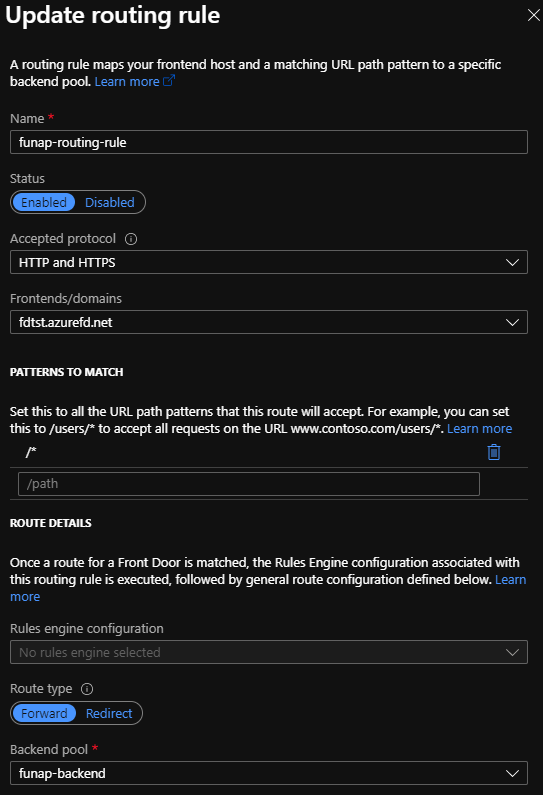 Update routing rule
A routing rule maps your frontend host and a matching URL path pattern to a specific
backend pool. Learn more
Name *
funap-routing-rule
Status
Enabled Disabled
Accepted protocol
HTTP and HTTPS
Frontends/domains
fdtst.azurefd.net
PATTERNS TO MATCH
Set this to all the URL path patterns that this route will accept. For example, you can set
this to /users/* to accept all requests on the URL www.contoso.com/users/*. Learn more
/*
/path
ROUTE DETAILS
Once a route for a Front Door is matched, the Rules Engine configuration associated with
this routing rule is executed, followed by general route configuration defined below. Learn
more
Rules engine configuration
No rules engine selected
Route type
Forward Redirect
Backend pool *
funap-backend